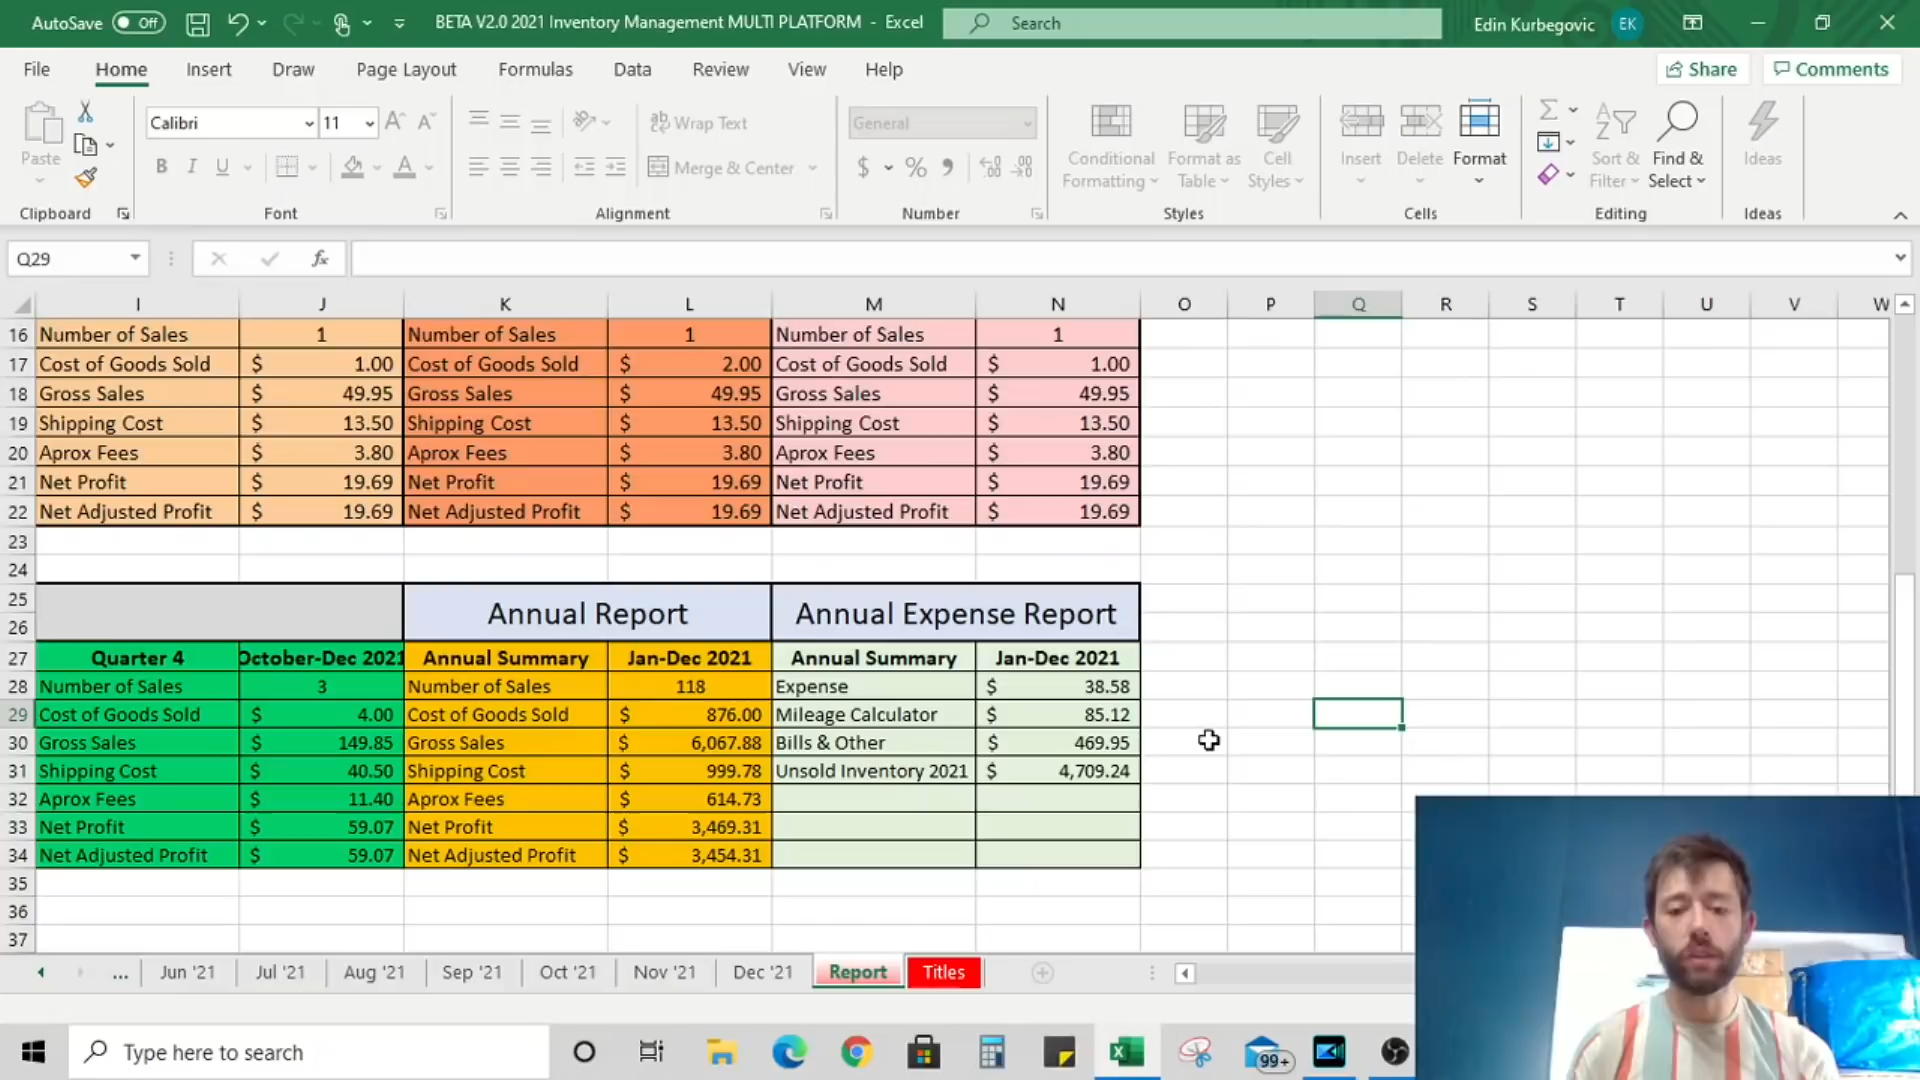 AutoSave Off BETA V2.0 2021 Inventory Management MULTI PLATFORM - Excel Search Edin Kurbegovic EK
File Home Insert Draw Page Layout Formulas Data Review View Help Share Comments
Paste Calibri 11 Wrap Text General Conditional Formatting Format as Table Cell Styles Insert Delete Format Sort & Filter Find & Select Ideas
B I U A Merge & Center $ %
Clipboard Font Alignment Number Styles Cells Editing Ideas
Q29 fx
I J K L M N O P Q R S T U V W
16 Number of Sales 1 Number of Sales 1 Number of Sales 1
17 Cost of Goods Sold $ 1.00 Cost of Goods Sold $ 2.00 Cost of Goods Sold $ 1.00
18 Gross Sales $ 49.95 Gross Sales $ 49.95 Gross Sales $ 49.95
19 Shipping Cost $ 13.50 Shipping Cost $ 13.50 Shipping Cost $ 13.50
20 Aprox Fees $ 3.80 Aprox Fees $ 3.80 Aprox Fees $ 3.80
21 Net Profit $ 19.69 Net Profit $ 19.69 Net Profit $ 19.69
22 Net Adjusted Profit $ 19.69 Net Adjusted Profit $ 19.69 Net Adjusted Profit $ 19.69
23
24
25 Annual Report Annual Expense Report
26
27 Quarter 4 October-Dec 2021 Annual Summary Jan-Dec 2021 Annual Summary Jan-Dec 2021
28 Number of Sales 3 Number of Sales 118 Expense $ 38.58
29 Cost of Goods Sold $ 4.00 Cost of Goods Sold $ 876.00 Mileage Calculator $ 85.12
30 Gross Sales $ 149.85 Gross Sales $ 6,067.88 Bills & Other $ 469.95
31 Shipping Cost $ 40.50 Shipping Cost $ 999.78 Unsold Inventory 2021 $ 4,709.24
32 Aprox Fees $ 11.40 Aprox Fees $ 614.73
33 Net Profit $ 59.07 Net Profit $ 3,469.31
34 Net Adjusted Profit $ 59.07 Net Adjusted Profit $ 3,454.31
35
36
37
... Jun '21 Jul '21 Aug '21 Sep '21 Oct '21 Nov '21 Dec '21 Report Titles
Type here to search 99+